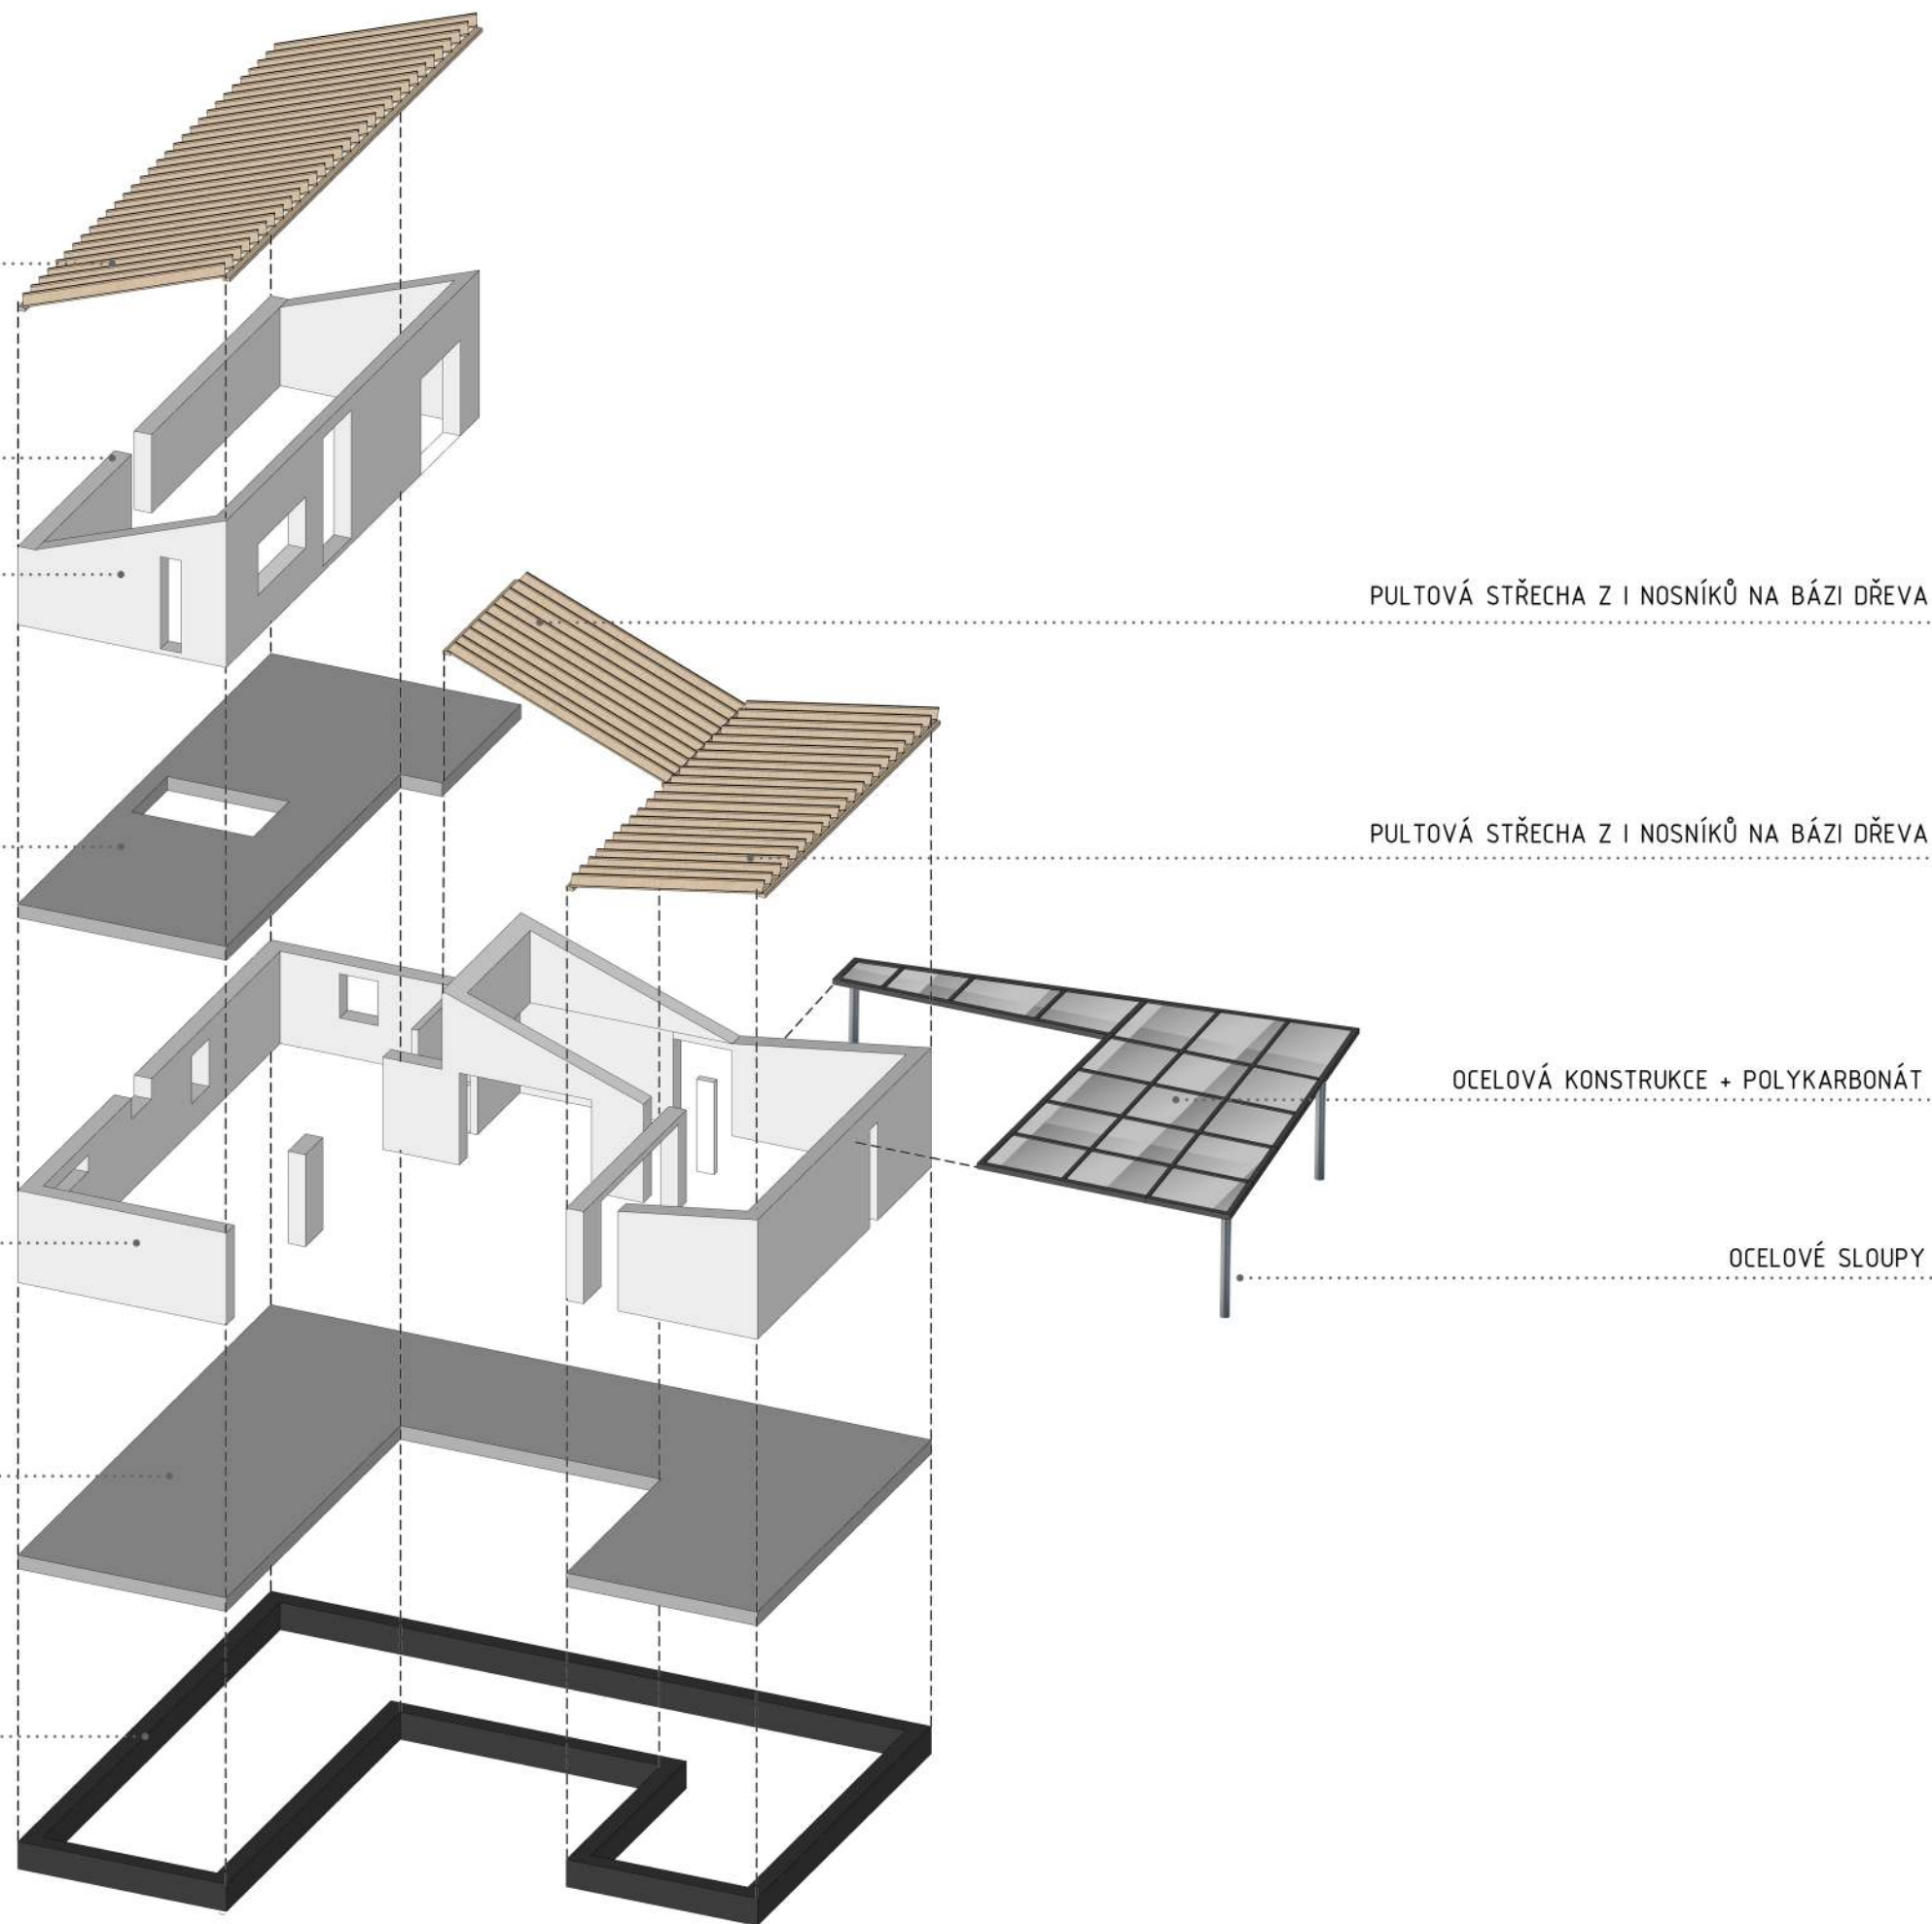 PULTOVÁ STŘECHA Z I NOSNÍKŮ NA BÁZI DŘEVA
PULTOVÁ STŘECHA Z I NOSNÍKŮ NA BÁZI DŘEVA
OCELOVÁ KONSTRUKCE + POLYKARBONÁT
OCELOVÉ SLOUPY